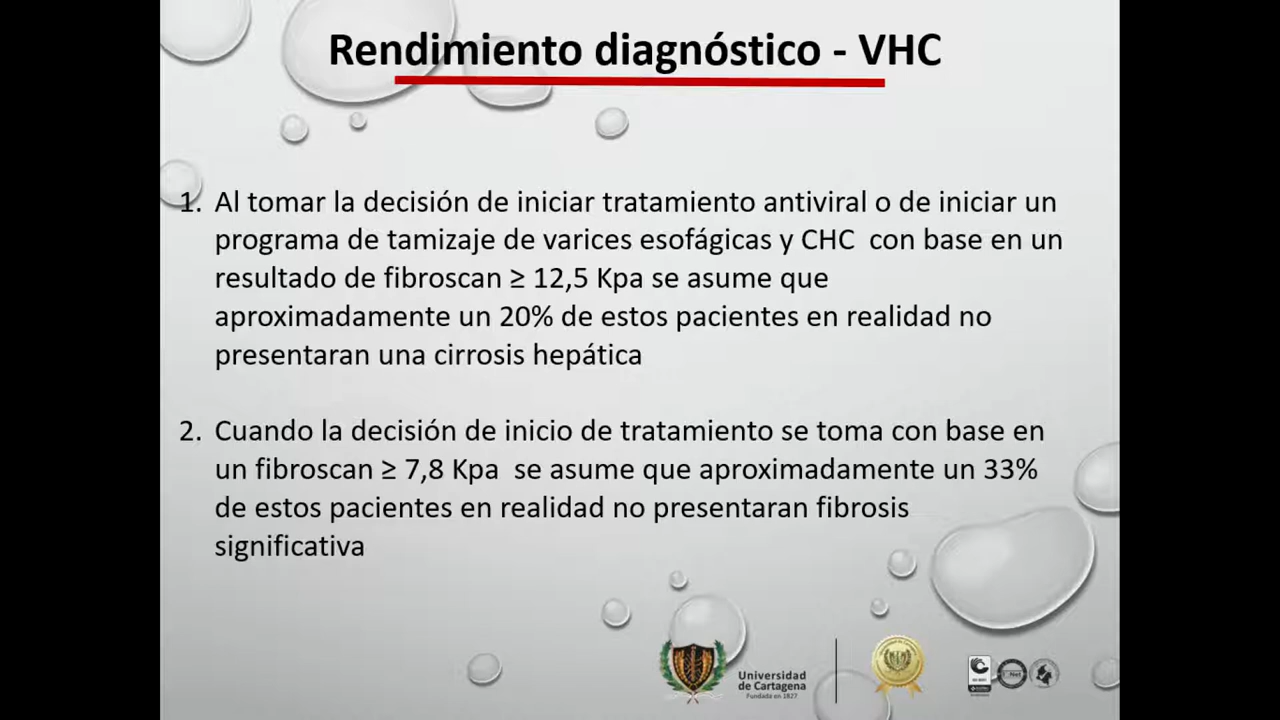 Rendimiento diagnóstico - VHC
1. Al tomar la decisión de iniciar tratamiento antiviral o de iniciar un
programa de tamizaje de varices esofágicas y CHC con base en un
resultado de fibroscan ≥ 12,5 Kpa se asume que
aproximadamente un 20% de estos pacientes en realidad no
presentaran una cirrosis hepática
2. Cuando la decisión de inicio de tratamiento se toma con base en
un fibroscan ≥ 7,8 Kpa se asume que aproximadamente un 33%
de estos pacientes en realidad no presentaran fibrosis
significativa
Universidad
de Cartagena
Fundada en 1827